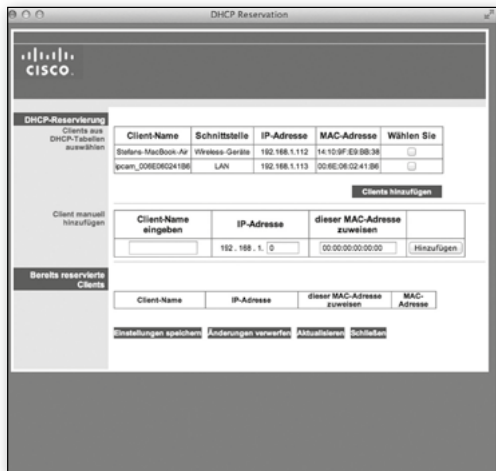 DHCP Reservation
CISCO.
DHCP-Reservierung
Clients aus
DHCP-Tabellen
auswählen
Client-Name Schnittstelle IP-Adresse MAC-Adresse Wählen Sie
Stefans-MacBook-Air Wireless-Geräte 192.168.1.112 14:10:9F:E9:BB:38
ipcam_006E060241B6 LAN 192.168.1.113 00:6E:06:02:41:B6
Clients hinzufügen
Client manuell
hinzufügen
Client-Name
eingeben
IP-Adresse
dieser MAC-Adresse
zuweisen
192 . 168 . 1. 0 00:00:00:00:00:00 Hinzufügen
Bereits reservierte
Clients
Client-Name IP-Adresse
dieser MAC-Adresse
zuweisen
MAC-
Adresse
Einstellungen speichern Änderungen verwerfen Aktualisieren Schließen